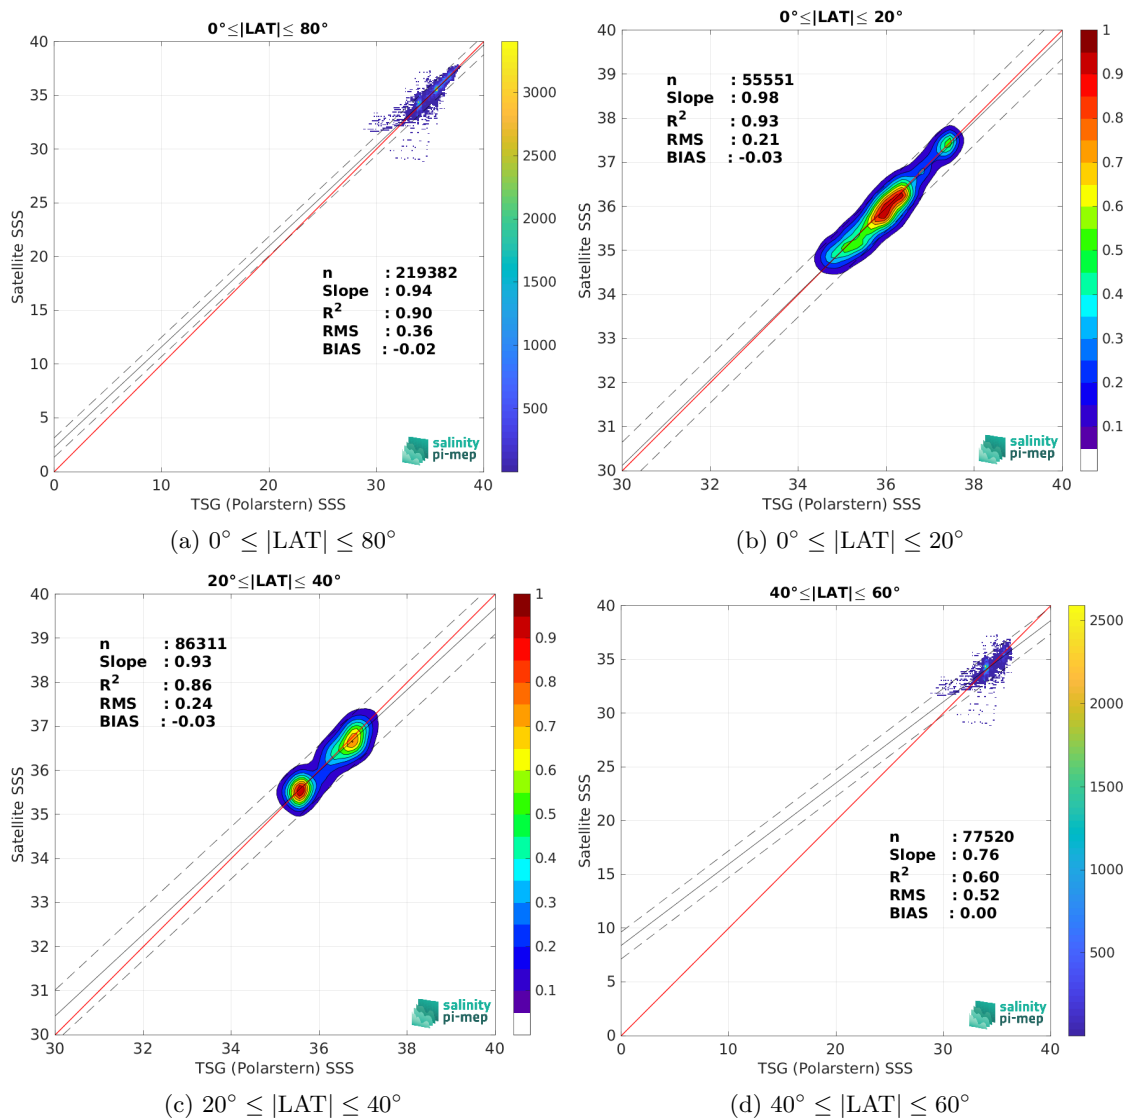 0°≤|LAT|≤ 80°
Satellite SSS
40
35
30
25
20
15
10
5
0
n : 219382
Slope : 0.94
R² : 0.90
RMS : 0.36
BIAS : -0.02
salinity
pi-mep
0 10 20 30 40
TSG (Polarstern) SSS
3000
2500
2000
1500
1000
500
(a) 0° ≤ |LAT| ≤ 80°
0°≤|LAT|≤ 20°
Satellite SSS
40
39
38
37
36
35
34
33
32
31
30
n : 55551
Slope : 0.98
R² : 0.93
RMS : 0.21
BIAS : -0.03
salinity
pi-mep
30 32 34 36 38 40
TSG (Polarstern) SSS
1
0.9
0.8
0.7
0.6
0.5
0.4
0.3
0.2
0.1
(b) 0° ≤ |LAT| ≤ 20°
20°≤|LAT|≤ 40°
Satellite SSS
40
39
38
37
36
35
34
33
32
31
30
n : 86311
Slope : 0.93
R² : 0.86
RMS : 0.24
BIAS : -0.03
salinity
pi-mep
30 32 34 36 38 40
TSG (Polarstern) SSS
1
0.9
0.8
0.7
0.6
0.5
0.4
0.3
0.2
0.1
(c) 20° ≤ |LAT| ≤ 40°
40°≤|LAT|≤ 60°
Satellite SSS
40
35
30
25
20
15
10
5
0
n : 77520
Slope : 0.76
R² : 0.60
RMS : 0.52
BIAS : 0.00
salinity
pi-mep
0 10 20 30 40
TSG (Polarstern) SSS
2500
2000
1500
1000
500
(d) 40° ≤ |LAT| ≤ 60°